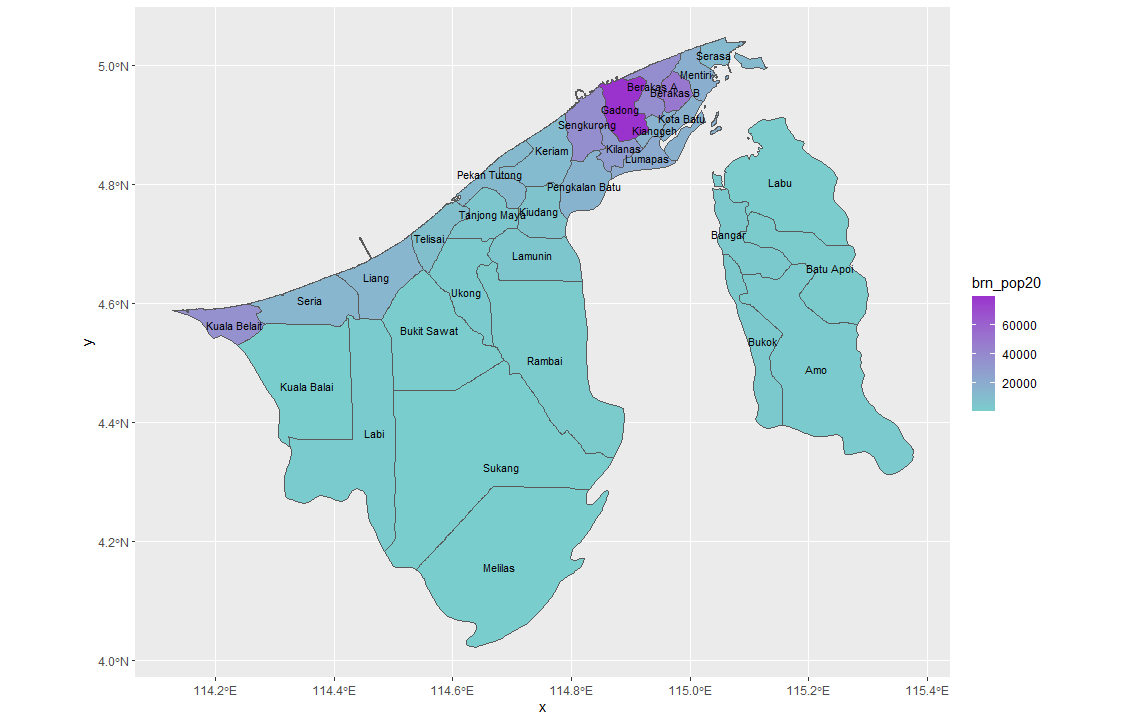 5.0°N
4.8°N
4.6°N
4.4°N
4.2°N
4.0°N
y
Serasa
Mentiri
Berakas A
Berakas B
Gadong
Kota Batu
Sengkurong
Kianggeh
Kilanas
Keriam
Lumapas
Pekan Tutong
Labu
Pengkalan Batu
Kiudang
Tanjong Maya
Bangar
Telisai
Lamunin
Batu Apoi
Liang
Ukong
Seria
Kuala Belait
Bukit Sawat
Bukok
Rambai
Amo
Kuala Balai
Labi
Sukang
Melilas
114.2°E
114.4°E
114.6°E
114.8°E
115.0°E
115.2°E
115.4°E
x
brn_pop20
60000
40000
20000